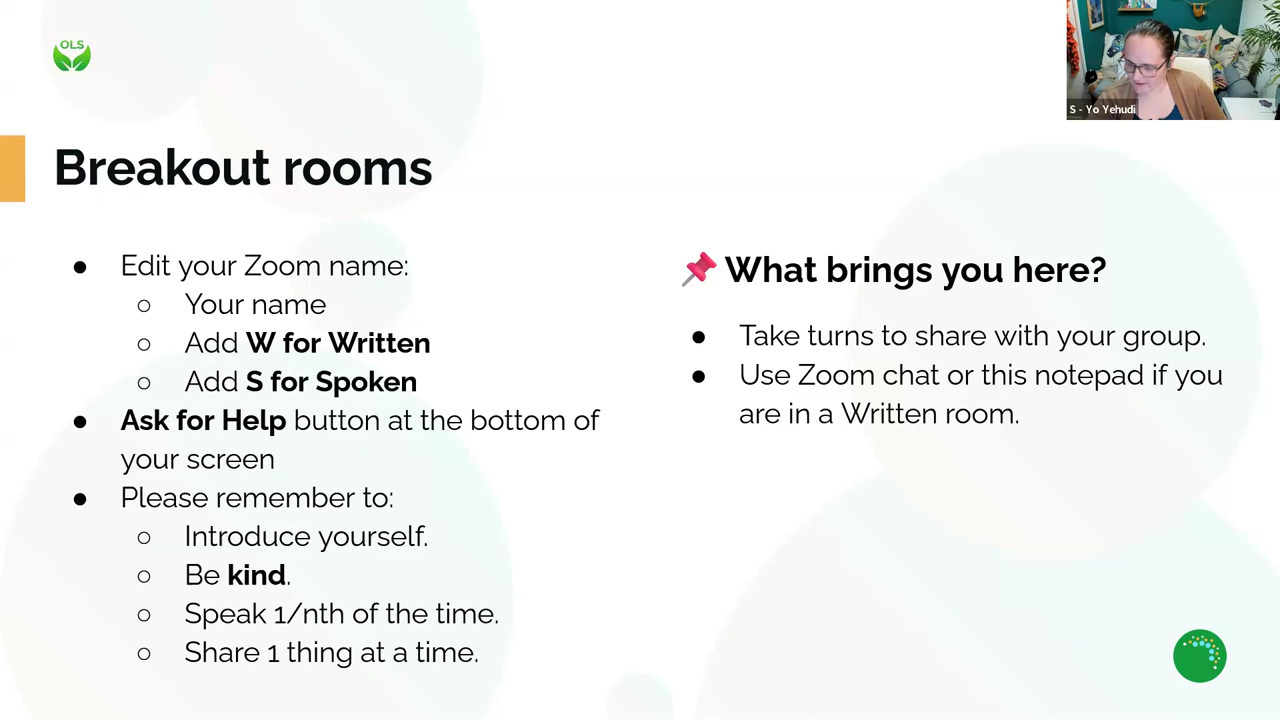 OLS
S - Yo Yehudi
Breakout rooms
● Edit your Zoom name:
○ Your name
○ Add W for Written
○ Add S for Spoken
● Ask for Help button at the bottom of
your screen
● Please remember to:
○ Introduce yourself.
○ Be kind.
○ Speak 1/nth of the time.
○ Share 1 thing at a time.
📌 What brings you here?
● Take turns to share with your group.
● Use Zoom chat or this notepad if you
are in a Written room.